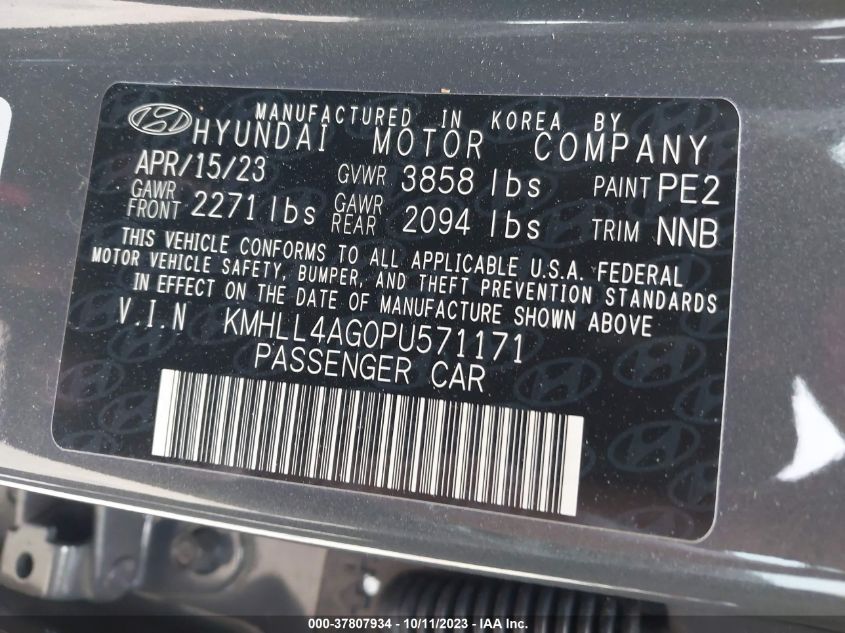 MANUFACTURED IN KOREA BY
HYUNDAI MOTOR COMPANY
APR/15/23 GVWR 3858 lbs PAINT PE2
GAWR FRONT 2271 lbs GAWR REAR 2094 lbs TRIM NNB
THIS VEHICLE CONFORMS TO ALL APPLICABLE U.S.A. FEDERAL
MOTOR VEHICLE SAFETY, BUMPER, AND THEFT PREVENTION STANDARDS
IN EFFECT ON THE DATE OF MANUFACTURE SHOWN ABOVE
V.I.N KMHLL4AG0PU571171
PASSENGER CAR
000-37807934 - 10/11/2023 - IAA Inc.